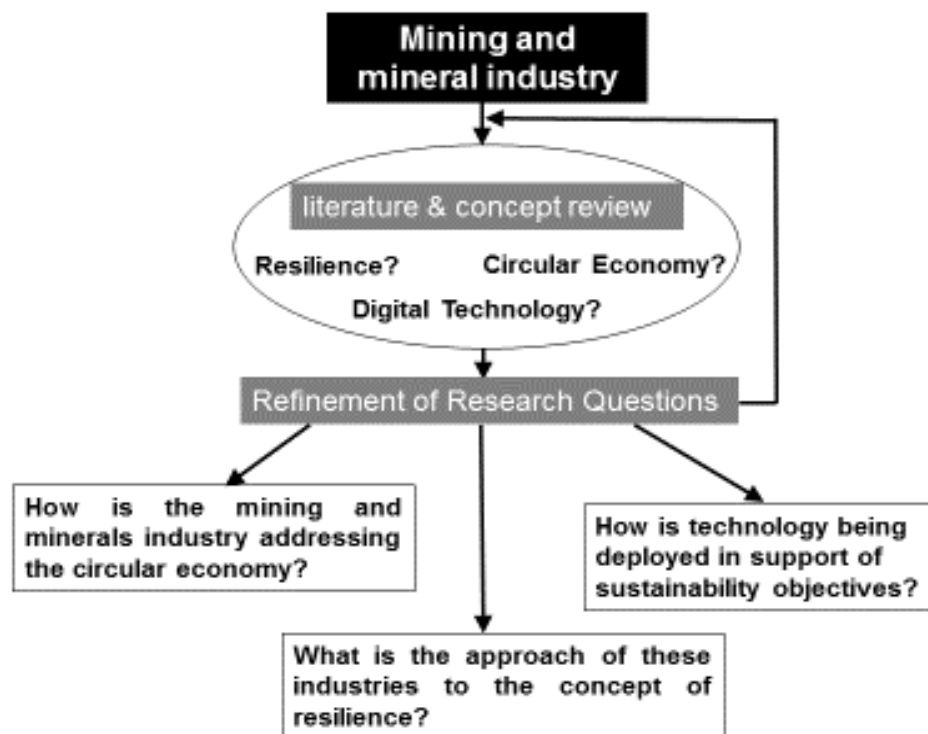 Mining and
mineral industry
literature & concept review
Resilience?
Circular Economy?
Digital Technology?
Refinement of Research Questions
How is the mining and
minerals industry addressing
the circular economy?
How is technology being
deployed in support of
sustainability objectives?
What is the approach of these
industries to the concept of
resilience?